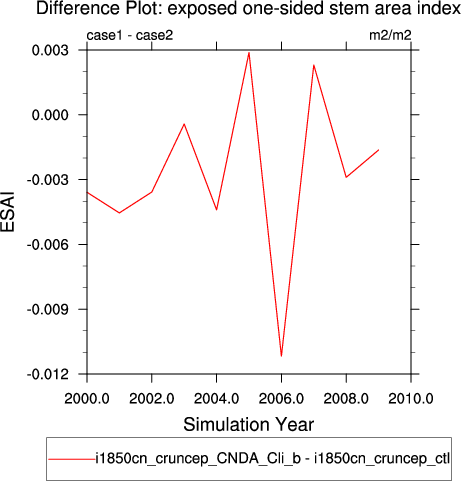 Difference Plot: exposed one-sided stem area index
case1 - case2 m2/m2
0.003
0.000
-0.003
-0.006
-0.009
-0.012
ESAI
2000.0 2002.0 2004.0 2006.0 2008.0 2010.0
Simulation Year
i1850cn_cruncep_CNDA_Cli_b - i1850cn_cruncep_ctl